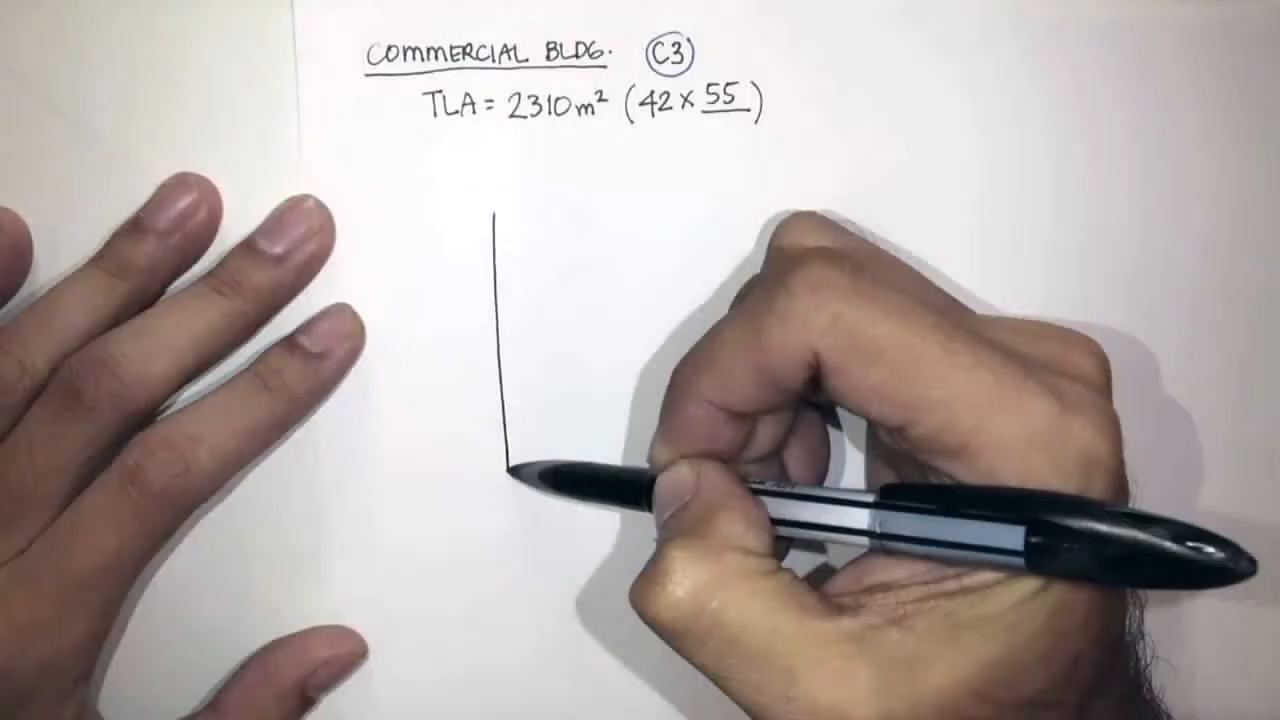 COMMERCIAL BLDG. C3
TLA = 2310m² (42 x 55)